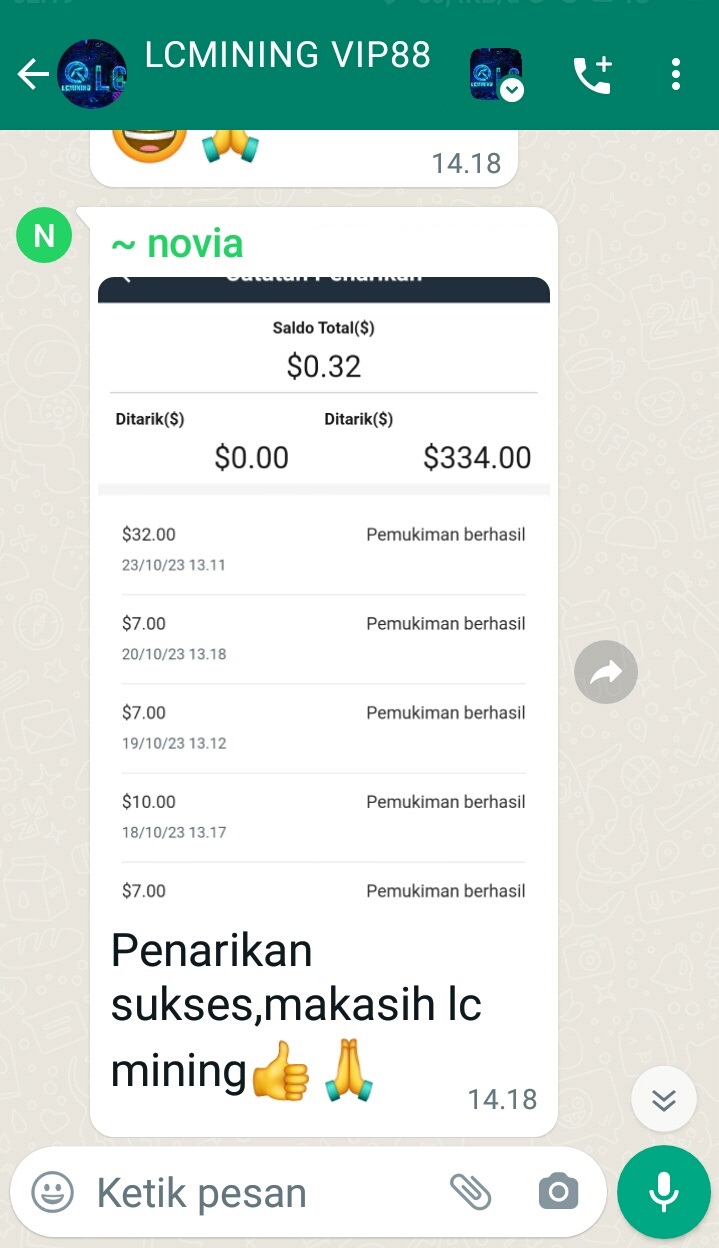 LCMINING VIP88
14.18
N
~ novia
Catatan Penarikan
Saldo Total($)
$0.32
Ditarik($) Ditarik($)
$0.00 $334.00
$32.00 Pemukiman berhasil
23/10/23 13.11
$7.00 Pemukiman berhasil
20/10/23 13.18
$7.00 Pemukiman berhasil
19/10/23 13.12
$10.00 Pemukiman berhasil
18/10/23 13.17
$7.00 Pemukiman berhasil
Penarikan
sukses,makasih lc
mining👍🙏
14.18
Ketik pesan